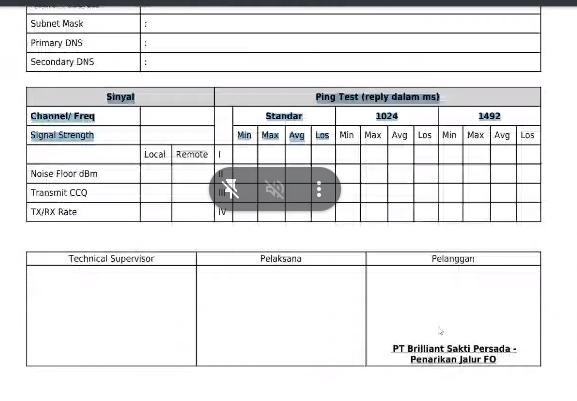 Subnet Mask :
Primary DNS :
Secondary DNS :
Sinyal Ping Test (reply dalam ms)
Channel/ Freq Standar 1024 1492
Signal Strength Min Max Avg Los Min Max Avg Los Min Max Avg Los
Local Remote I
Noise Floor dBm II
Transmit CCQ III
TX/RX Rate IV
Technical Supervisor Pelaksana Pelanggan
PT Brilliant Sakti Persada -
Penarikan Jalur FO